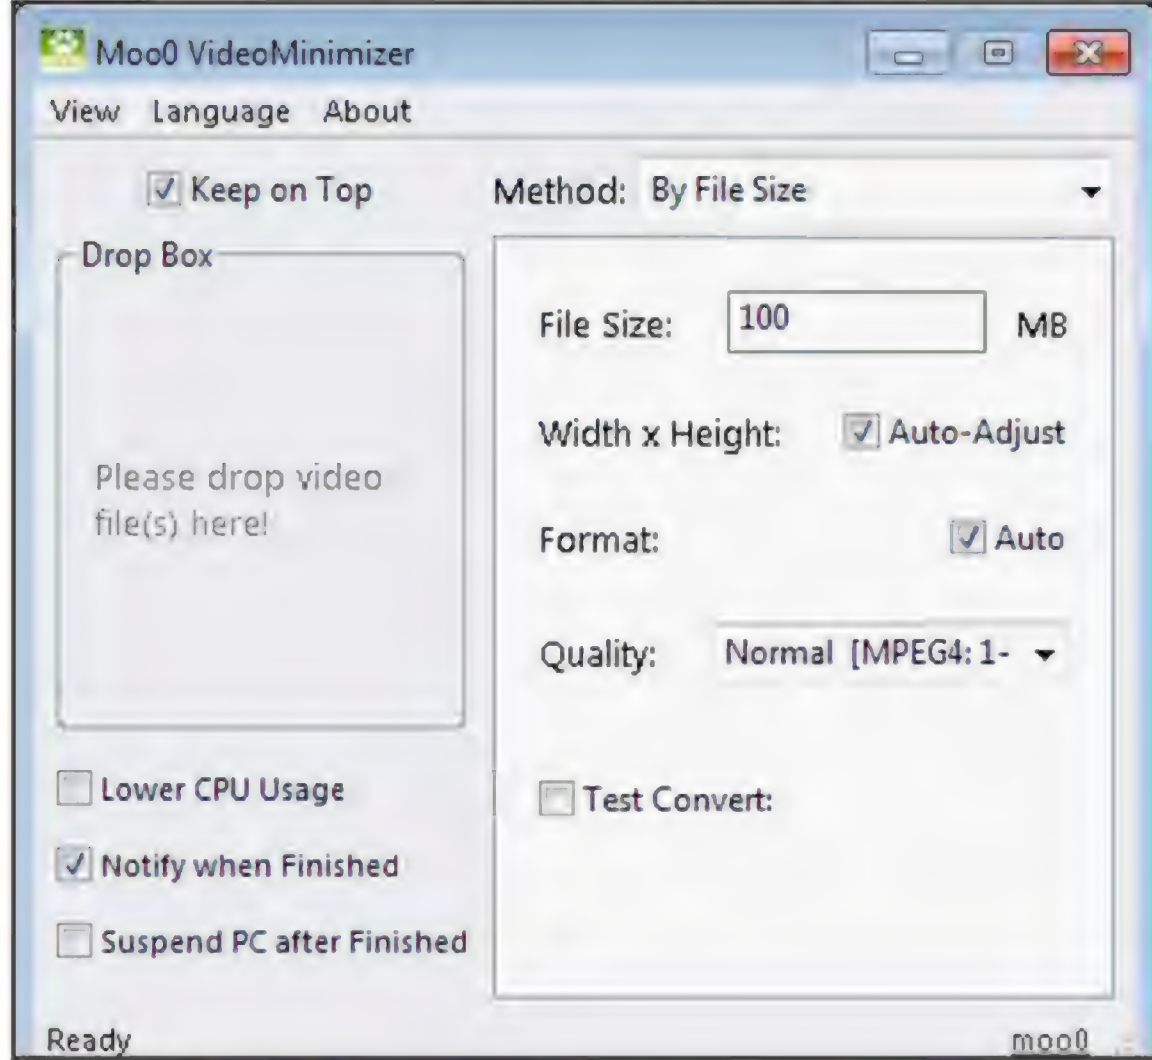 Moo0 VideoMinimizer
View Language About
Keep on Top
Method: By File Size
Drop Box
Please drop video
file(s) here!
File Size: 100 MB
Width x Height: Auto-Adjust
Format: Auto
Quality: Normal [MPEG4: 1-
Test Convert:
Lower CPU Usage
Notify when Finished
Suspend PC after Finished
Ready
moo0